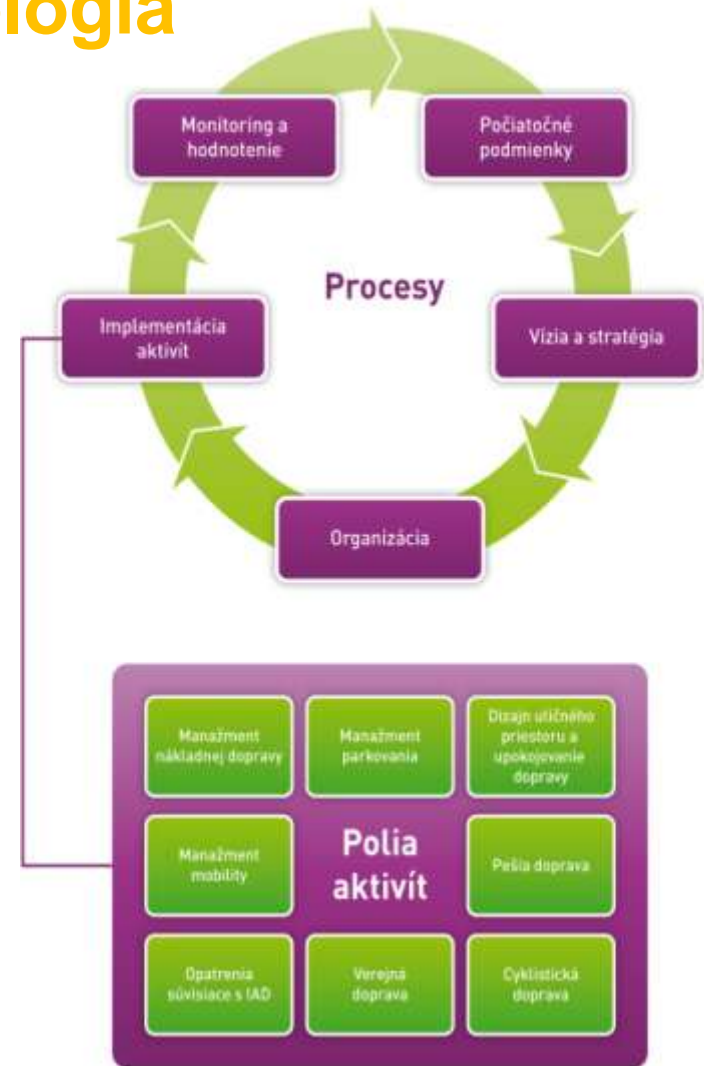 lógia
Monitoring a
hodnotenie
Počiatočné
podmienky
Procesy
Implementácia
aktivít
Vízia a stratégia
Organizácia
Manažment
nákladnej dopravy
Manažment
parkovania
Dizajn uličného
priestoru a
upokojovanie
dopravy
Manažment
mobility
Polia
aktivít
Pešia doprava
Opatrenia
súvisiace s IAD
Verejná
doprava
Cyklistická
doprava